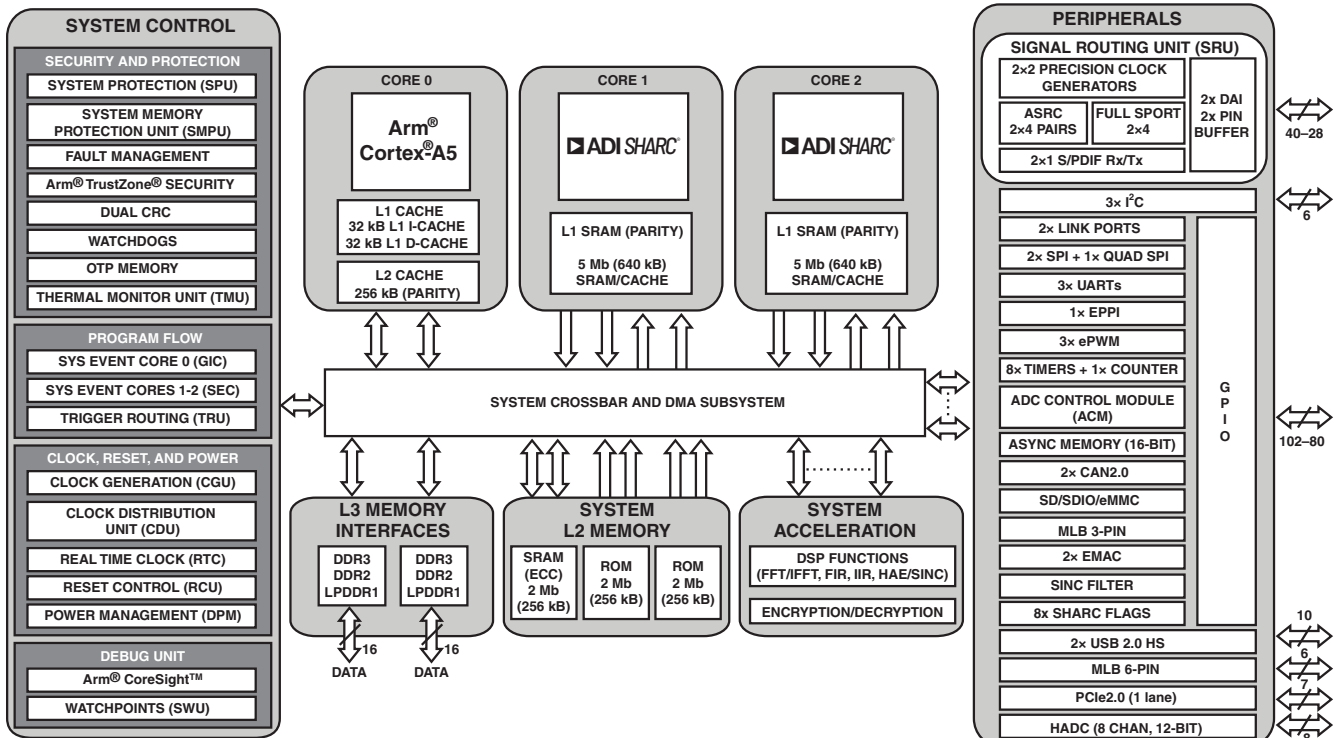 SYSTEM CONTROL
SECURITY AND PROTECTION
SYSTEM PROTECTION (SPU)
SYSTEM MEMORY
PROTECTION UNIT (SMPU)
FAULT MANAGEMENT
Arm® TrustZone® SECURITY
DUAL CRC
WATCHDOGS
OTP MEMORY
THERMAL MONITOR UNIT (TMU)
PROGRAM FLOW
SYS EVENT CORE 0 (GIC)
SYS EVENT CORES 1-2 (SEC)
TRIGGER ROUTING (TRU)
CLOCK, RESET, AND POWER
CLOCK GENERATION (CGU)
CLOCK DISTRIBUTION
UNIT (CDU)
REAL TIME CLOCK (RTC)
RESET CONTROL (RCU)
POWER MANAGEMENT (DPM)
DEBUG UNIT
Arm® CoreSight™
WATCHPOINTS (SWU)
CORE 0
Arm®
Cortex®-A5
L1 CACHE
32 kB L1 I-CACHE
32 kB L1 D-CACHE
L2 CACHE
256 kB (PARITY)
CORE 1
ADI SHARC®
L1 SRAM (PARITY)
5 Mb (640 kB)
SRAM/CACHE
CORE 2
ADI SHARC®
L1 SRAM (PARITY)
5 Mb (640 kB)
SRAM/CACHE
SYSTEM CROSSBAR AND DMA SUBSYSTEM
L3 MEMORY
INTERFACES
DDR3
DDR2
LPDDR1
DDR3
DDR2
LPDDR1
16
16
DATA
DATA
SYSTEM
L2 MEMORY
SRAM
(ECC)
2 Mb
(256 kB)
ROM
2 Mb
(256 kB)
ROM
2 Mb
(256 kB)
SYSTEM
ACCELERATION
DSP FUNCTIONS
(FFT/IFFT, FIR, IIR, HAE/SINC)
ENCRYPTION/DECRYPTION
PERIPHERALS
SIGNAL ROUTING UNIT (SRU)
2×2 PRECISION CLOCK
GENERATORS
ASRC
2×4 PAIRS
FULL SPORT
2×4
2×1 S/PDIF Rx/Tx
2x DAI
2x PIN
BUFFER
40–28
3× I²C
6
2× LINK PORTS
2× SPI + 1× QUAD SPI
3× UARTs
1× EPPI
3× ePWM
8× TIMERS + 1× COUNTER
ADC CONTROL MODULE
(ACM)
ASYNC MEMORY (16-BIT)
2× CAN2.0
SD/SDIO/eMMC
MLB 3-PIN
2× EMAC
SINC FILTER
8x SHARC FLAGS
G
P
I
O
102–80
2× USB 2.0 HS
10
MLB 6-PIN
6
PCIe2.0 (1 lane)
7
HADC (8 CHAN, 12-BIT)
8